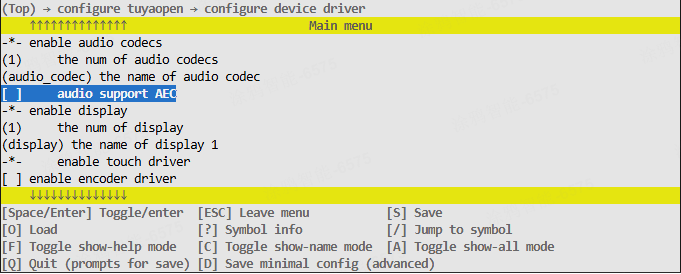 (Top) → configure tuyaopen → configure device driver
↑↑↑↑↑↑↑↑↑↑↑↑↑↑ Main menu
-*- enable audio codecs
(1) the num of audio codecs
(audio_codec) the name of audio codec
[ ] audio support AEC
-*- enable display
(1) the num of display
(display) the name of display 1
-*- enable touch driver
[ ] enable encoder driver
↓↓↓↓↓↓↓↓↓↓↓↓↓↓
[Space/Enter] Toggle/enter [ESC] Leave menu [S] Save
[O] Load [?] Symbol info [/] Jump to symbol
[F] Toggle show-help mode [C] Toggle show-name mode [A] Toggle show-all mode
[Q] Quit (prompts for save) [D] Save minimal config (advanced)